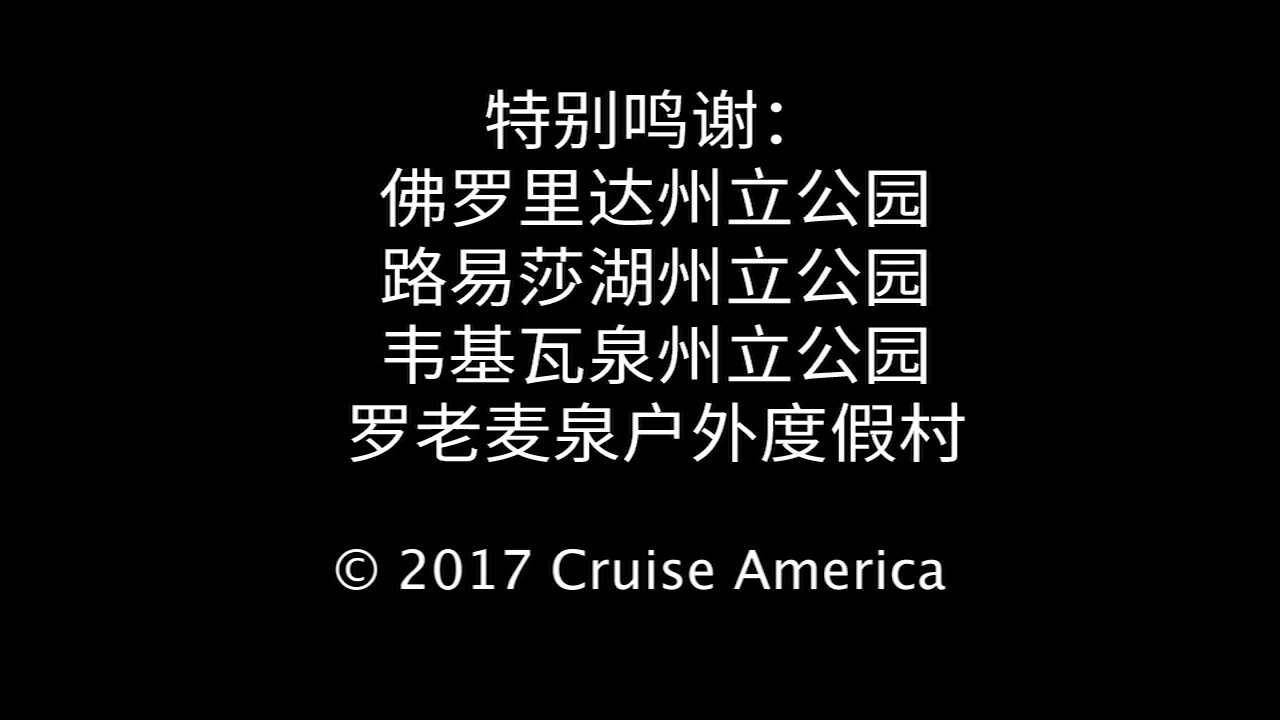 特别鸣谢：
佛罗里达州立公园
路易莎湖州立公园
韦基瓦泉州立公园
罗老麦泉户外度假村
© 2017 Cruise America